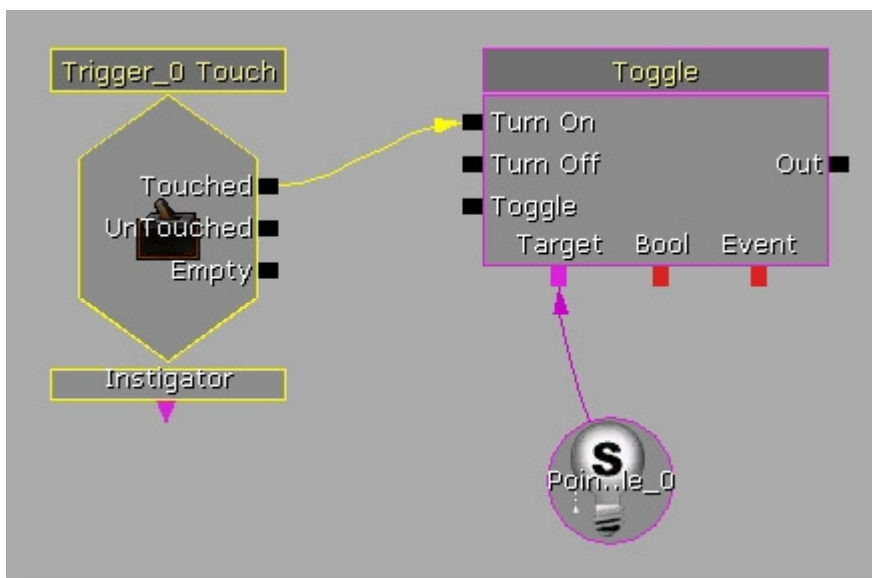 Trigger_0 Touch
Touched
UnTouched
Empty
Instigator
Toggle
Turn On
Turn Off
Out
Toggle
Target Bool Event
S
Poin..le_0